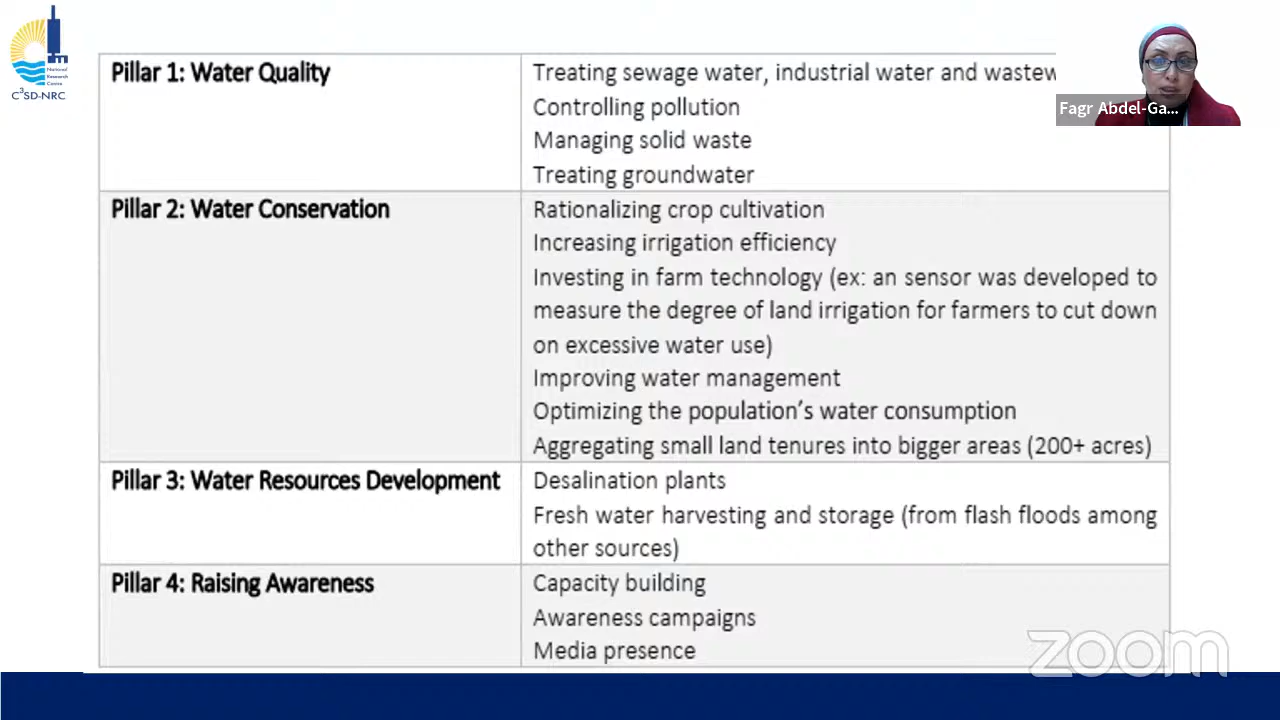 National
Research
Centre
C³SD-NRC
Fagr Abdel-Ga...
Pillar 1: Water Quality
Treating sewage water, industrial water and wastew
Controlling pollution
Managing solid waste
Treating groundwater
Pillar 2: Water Conservation
Rationalizing crop cultivation
Increasing irrigation efficiency
Investing in farm technology (ex: an sensor was developed to
measure the degree of land irrigation for farmers to cut down
on excessive water use)
Improving water management
Optimizing the population's water consumption
Aggregating small land tenures into bigger areas (200+ acres)
Pillar 3: Water Resources Development
Desalination plants
Fresh water harvesting and storage (from flash floods among
other sources)
Pillar 4: Raising Awareness
Capacity building
Awareness campaigns
Media presence
zoom